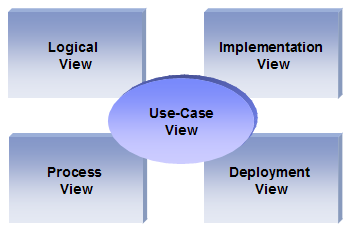 Logical
View
Implementation
View
Use-Case
View
Process
View
Deployment
View